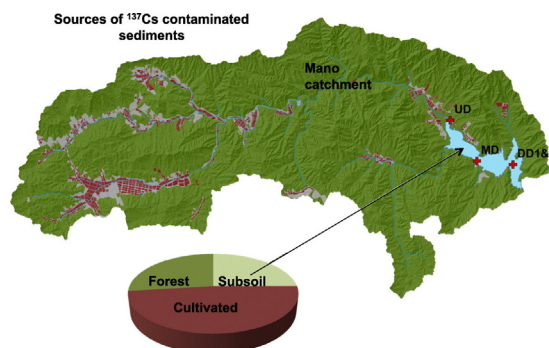 Sources of ¹³⁷Cs contaminated
sediments
Mano
catchment
UD
MD
DD1&
Forest
Subsoil
Cultivated